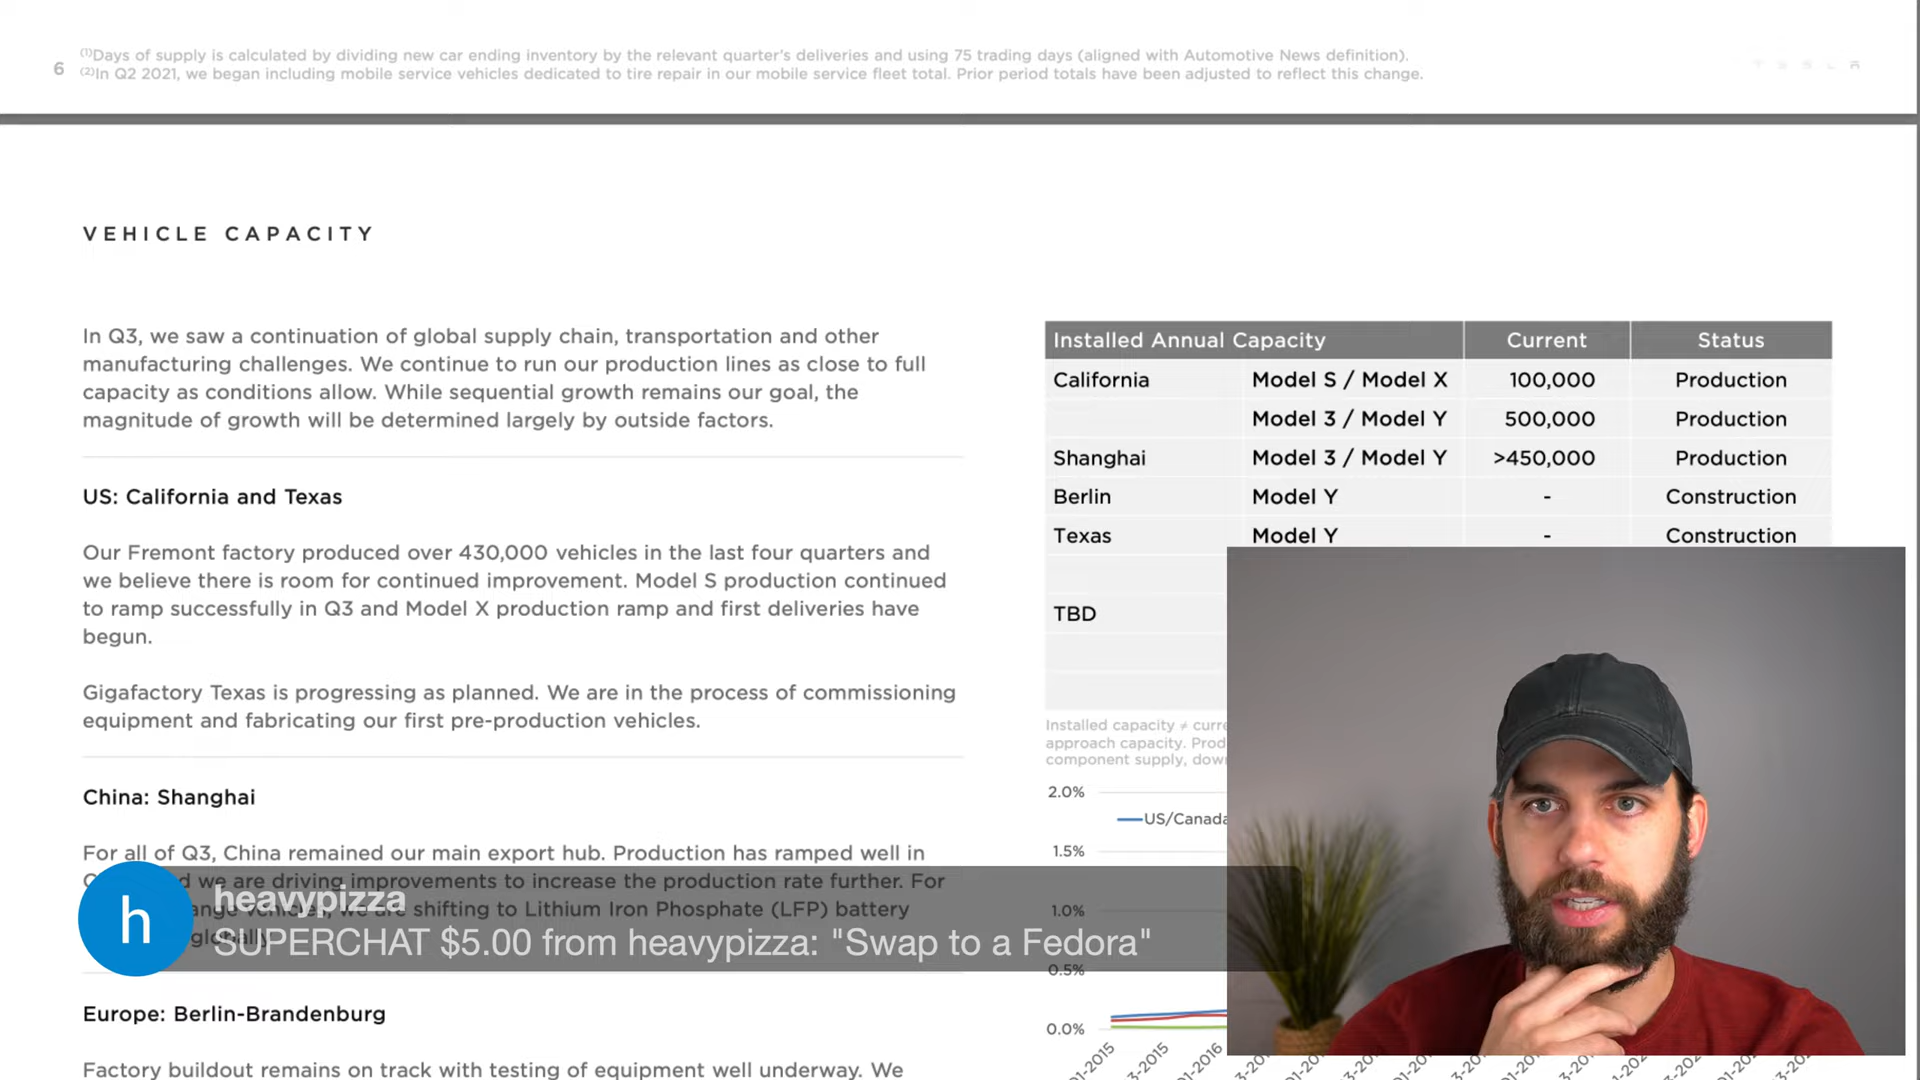 6
(1)Days of supply is calculated by dividing new car ending inventory by the relevant quarter's deliveries and using 75 trading days (aligned with Automotive News definition).
(2)In Q2 2021, we began including mobile service vehicles dedicated to tire repair in our mobile service fleet total. Prior period totals have been adjusted to reflect this change.
VEHICLE CAPACITY
In Q3, we saw a continuation of global supply chain, transportation and other
manufacturing challenges. We continue to run our production lines as close to full
capacity as conditions allow. While sequential growth remains our goal, the
magnitude of growth will be determined largely by outside factors.
US: California and Texas
Our Fremont factory produced over 430,000 vehicles in the last four quarters and
we believe there is room for continued improvement. Model S production continued
to ramp successfully in Q3 and Model X production ramp and first deliveries have
begun.
Gigafactory Texas is progressing as planned. We are in the process of commissioning
equipment and fabricating our first pre-production vehicles.
China: Shanghai
For all of Q3, China remained our main export hub. Production has ramped well in
we are driving improvements to increase the production rate further. For
shifting to Lithium Iron Phosphate (LFP) battery
h
heavypizza
SUPERCHAT $5.00 from heavypizza: "Swap to a Fedora"
Europe: Berlin-Brandenburg
Factory buildout remains on track with testing of equipment well underway. We
Installed Annual Capacity Current Status
California Model S / Model X 100,000 Production
Model 3 / Model Y 500,000 Production
Shanghai Model 3 / Model Y >450,000 Production
Berlin Model Y - Construction
Texas Model Y - Construction
TBD
Installed capacity ≠
approach capacity.
component supply,
2.0%
US/Canada
1.5%
1.0%
0.5%
0.0%